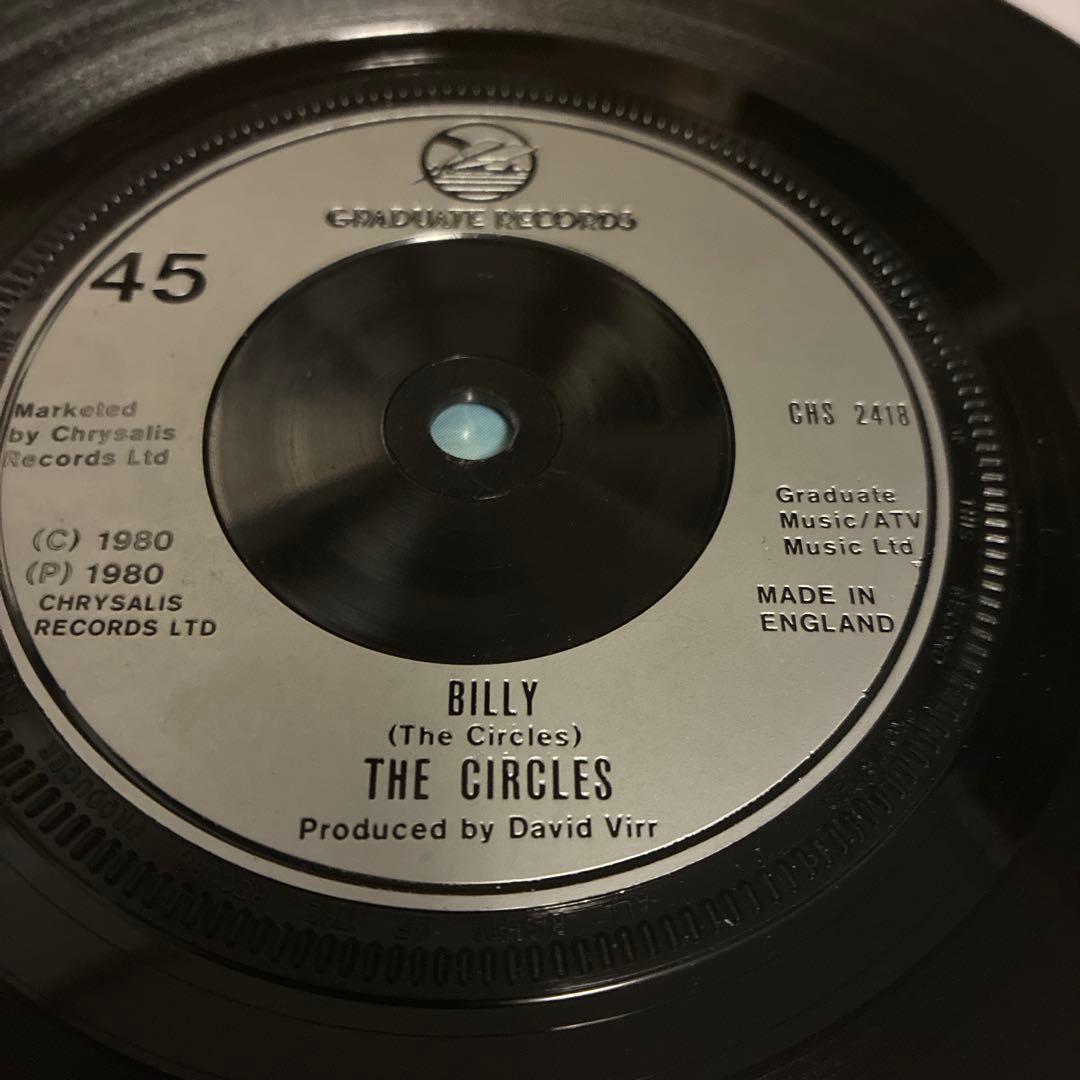 GRADUATE RECORDS
45
Marketed
by Chrysalis
Records Ltd
(C) 1980
(P) 1980
CHRYSALIS
RECORDS LTD
CHS 2418
Graduate
Music/ATV
Music Ltd
MADE IN
ENGLAND
BILLY
(The Circles)
THE CIRCLES
Produced by David Virr